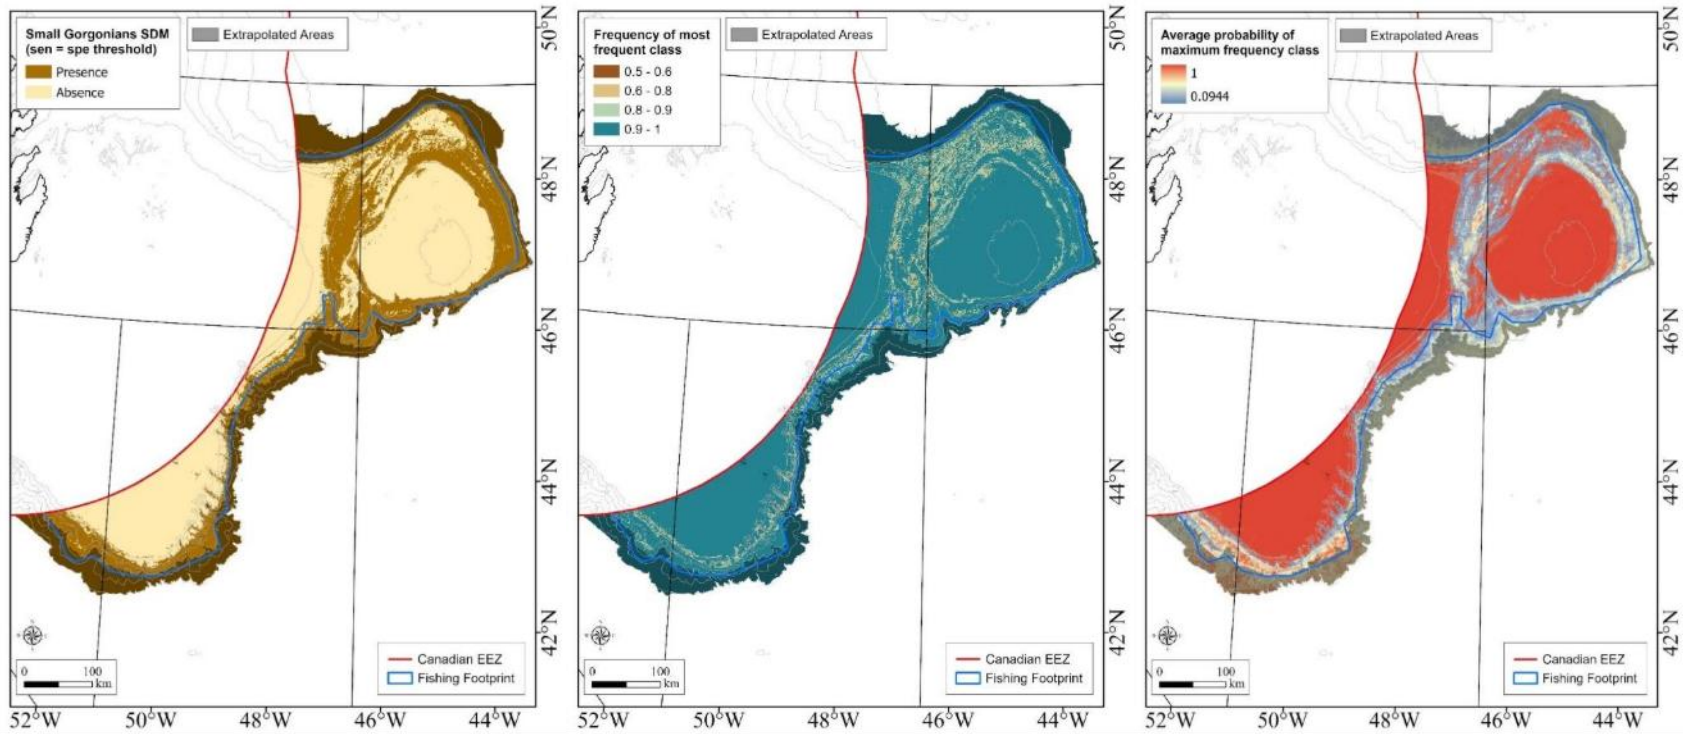 Small Gorgonians SDM
(sen = spe threshold)
Presence
Absence
Extrapolated Areas
50°N
48°N
46°N
44°N
42°N
0 100
km
Canadian EEZ
Fishing Footprint
52°W 50°W 48°W 46°W 44°W
Frequency of most
frequent class
0.5 - 0.6
0.6 - 0.8
0.8 - 0.9
0.9 - 1
Extrapolated Areas
50°N
48°N
46°N
44°N
42°N
0 100
km
Canadian EEZ
Fishing Footprint
52°W 50°W 48°W 46°W 44°W
Average probability of
maximum frequency class
1
0.0944
Extrapolated Areas
50°N
48°N
46°N
44°N
42°N
0 100
km
Canadian EEZ
Fishing Footprint
52°W 50°W 48°W 46°W 44°W